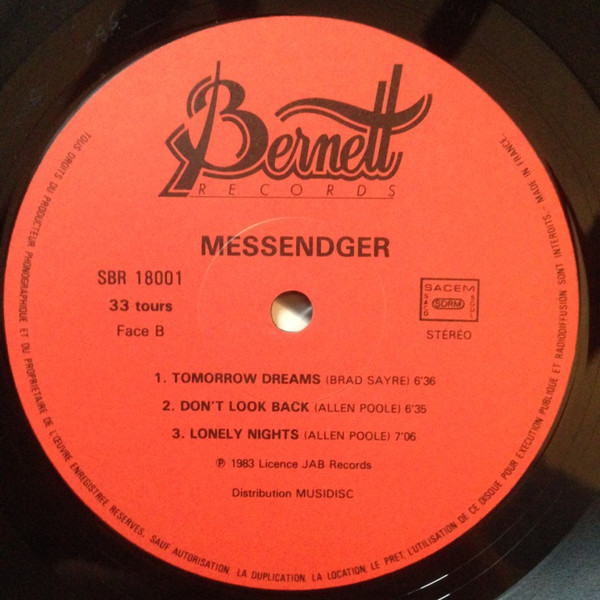 Bernett
RECORDS
MESSENDGER
SBR 18001
33 tours
Face B
SACEM
SACD
SDRM
SGDL
STÉRÉO
1. TOMORROW DREAMS (BRAD SAYRE) 6'36
2. DON'T LOOK BACK (ALLEN POOLE) 6'35
3. LONELY NIGHTS (ALLEN POOLE) 7'06
℗ 1983 Licence JAB Records
Distribution MUSIDISC
TOUS DROITS DU PRODUCTEUR PHONOGRAPHIQUE ET DU PROPRIETAIRE DE L'ŒUVRE ENREGISTREE RESERVES. SAUF AUTORISATION, LA DUPLICATION, LA LOCATION, LE PRET, L'UTILISATION DE CE DISQUE POUR EXECUTION PUBLIQUE ET RADIODIFFUSION SONT INTERDITS - MADE IN FRANCE.